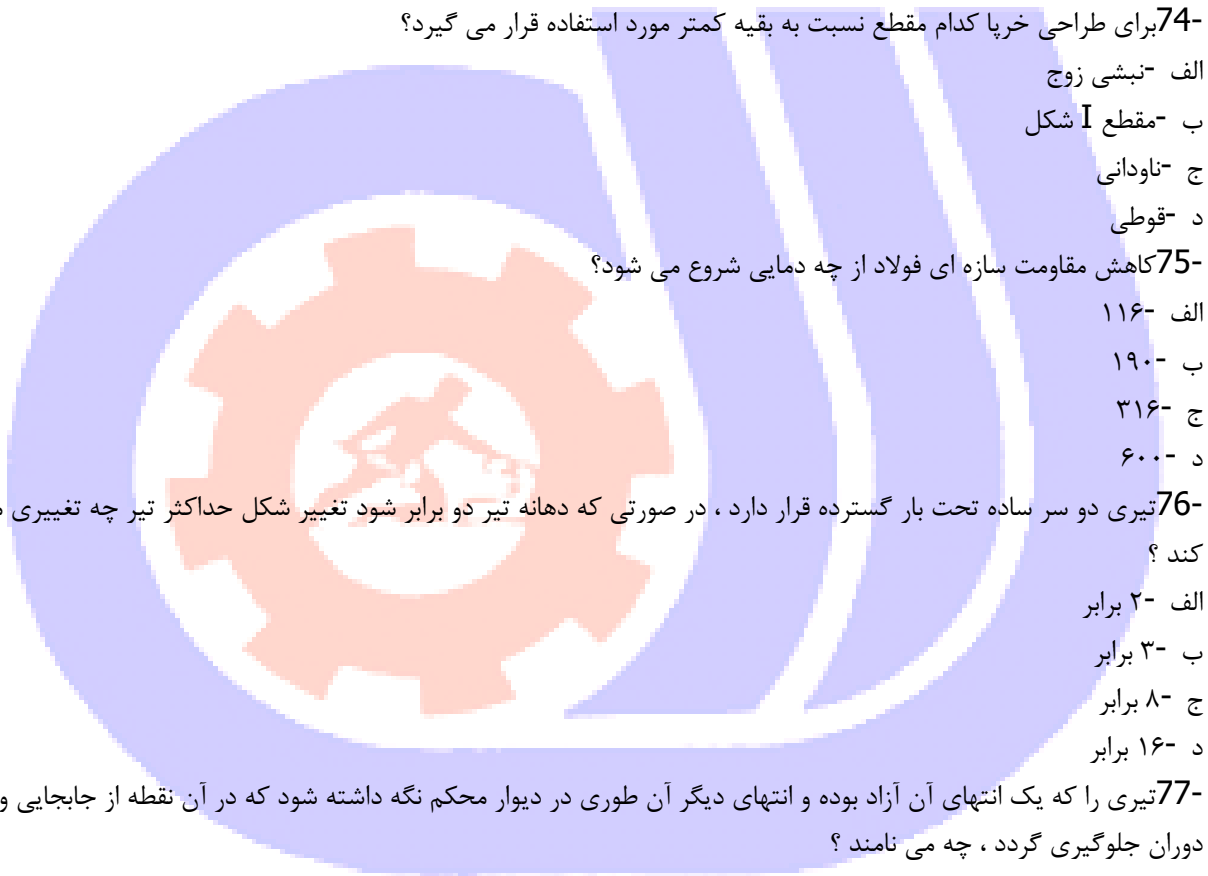 74-برای طراحی خرپا کدام مقطع نسبت به بقیه کمتر مورد استفاده قرار می گیرد؟
الف -نبشی زوج
ب -مقطع I شکل
ج -ناودانی
د -قوطی
75-کاهش مقاومت سازه ای فولاد از چه دمایی شروع می شود؟
الف -۱۱۶
ب -۱۹۰
ج -۳۱۶
د -۶۰۰
76-تیری دو سر ساده تحت بار گسترده قرار دارد ، در صورتی که دهانه تیر دو برابر شود تغییر شکل حداکثر تیر چه تغییری
کند ؟
الف -۲ برابر
ب -۳ برابر
ج -۸ برابر
د -۱۶ برابر
77-تیری را که یک انتهای آن آزاد بوده و انتهای دیگر آن طوری در دیوار محکم نگه داشته شود که در آن نقطه از جابجایی و
دوران جلوگیری گردد ، چه می نامند ؟